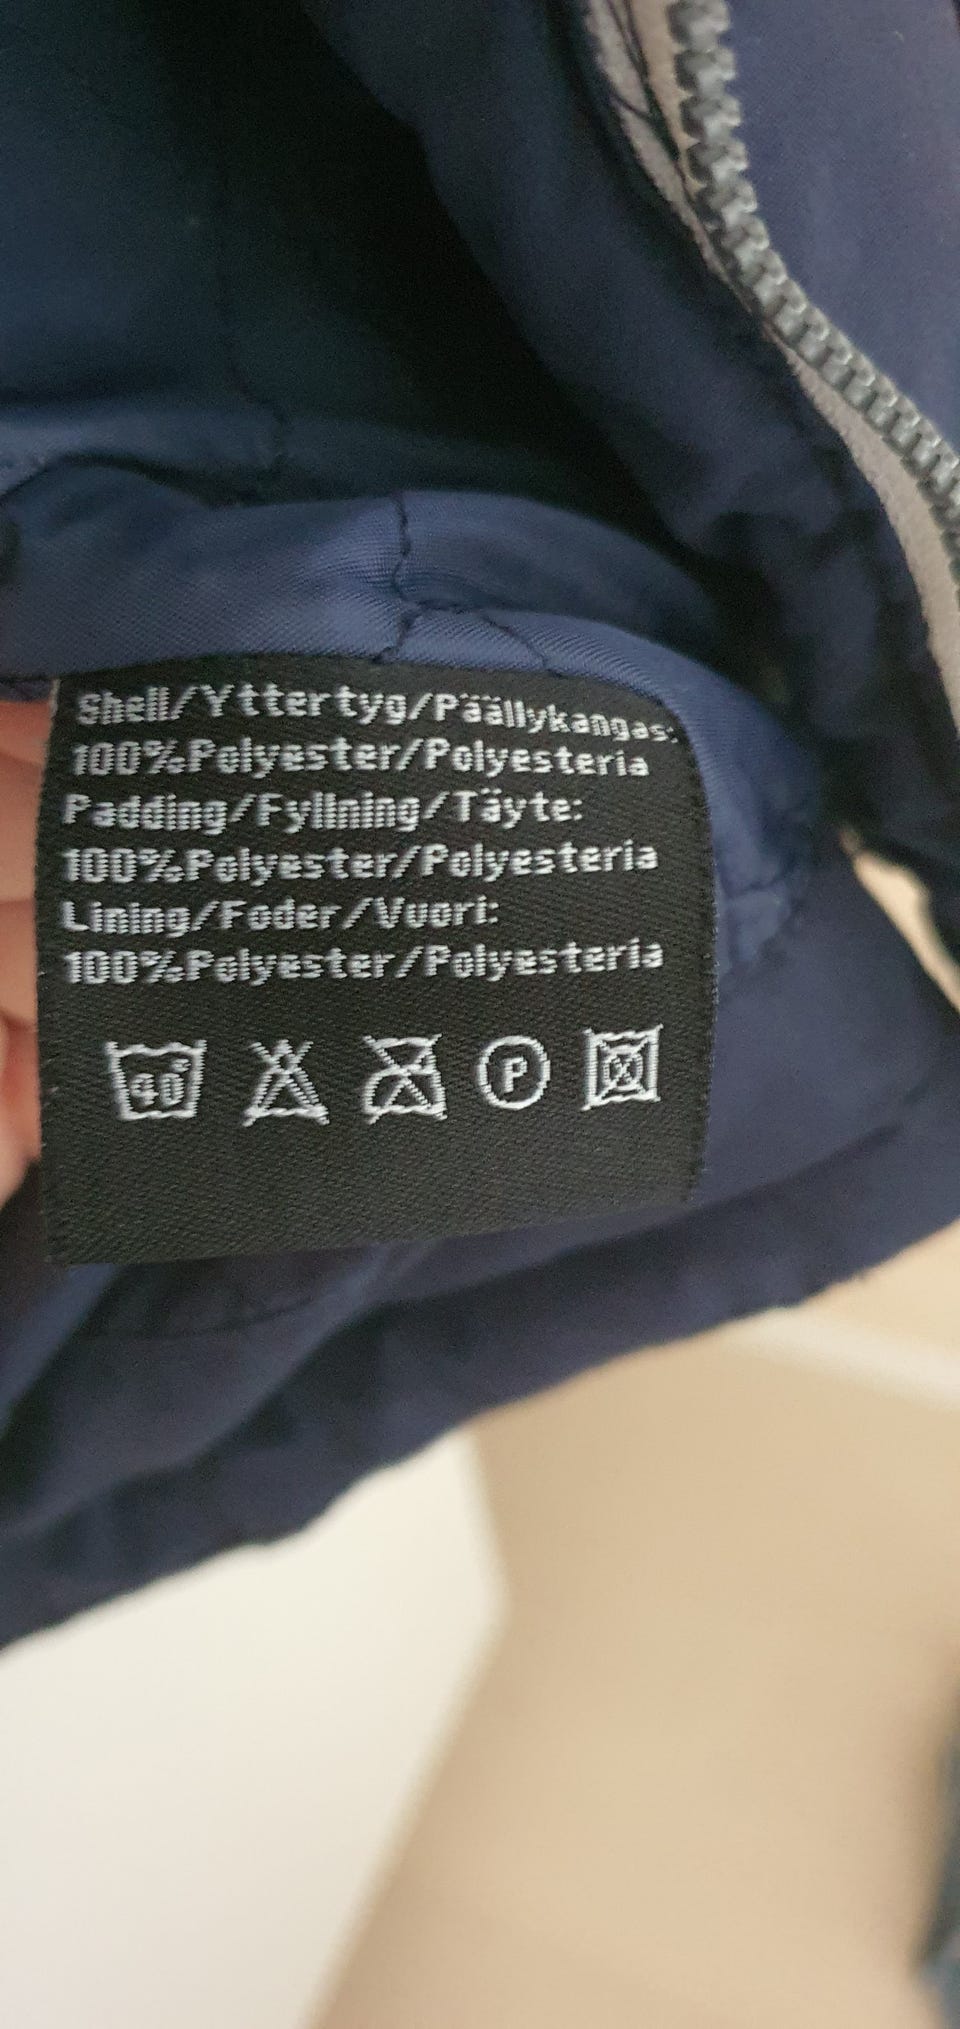 Shell/Yttertyg/Päällykangas:
100%Polyester/Polyesteria
Padding/Fyllning/Täyte:
100%Polyester/Polyesteria
Lining/Foder/Vuori:
100%Polyester/Polyesteria
40° P